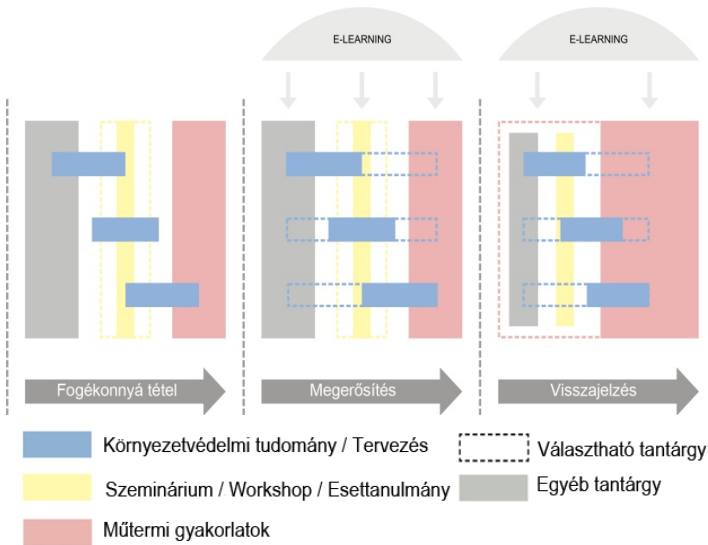 E-LEARNING
E-LEARNING
Fogékonnyá tétel
Megerősítés
Visszajelzés
Környezetvédelmi tudomány / Tervezés
Választható tantárgy
Szeminárium / Workshop / Esettanulmány
Egyéb tantárgy
Műtermi gyakorlatok